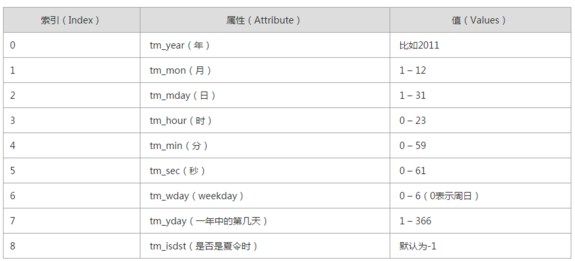 索引（Index） 属性（Attribute） 值（Values）
0 tm_year（年） 比如2011
1 tm_mon（月） 1 – 12
2 tm_mday（日） 1 – 31
3 tm_hour（时） 0 – 23
4 tm_min（分） 0 – 59
5 tm_sec（秒） 0 – 61
6 tm_wday（weekday） 0 – 6（0表示周日）
7 tm_yday（一年中的第几天） 1 – 366
8 tm_isdst（是否是夏令时） 默认为-1